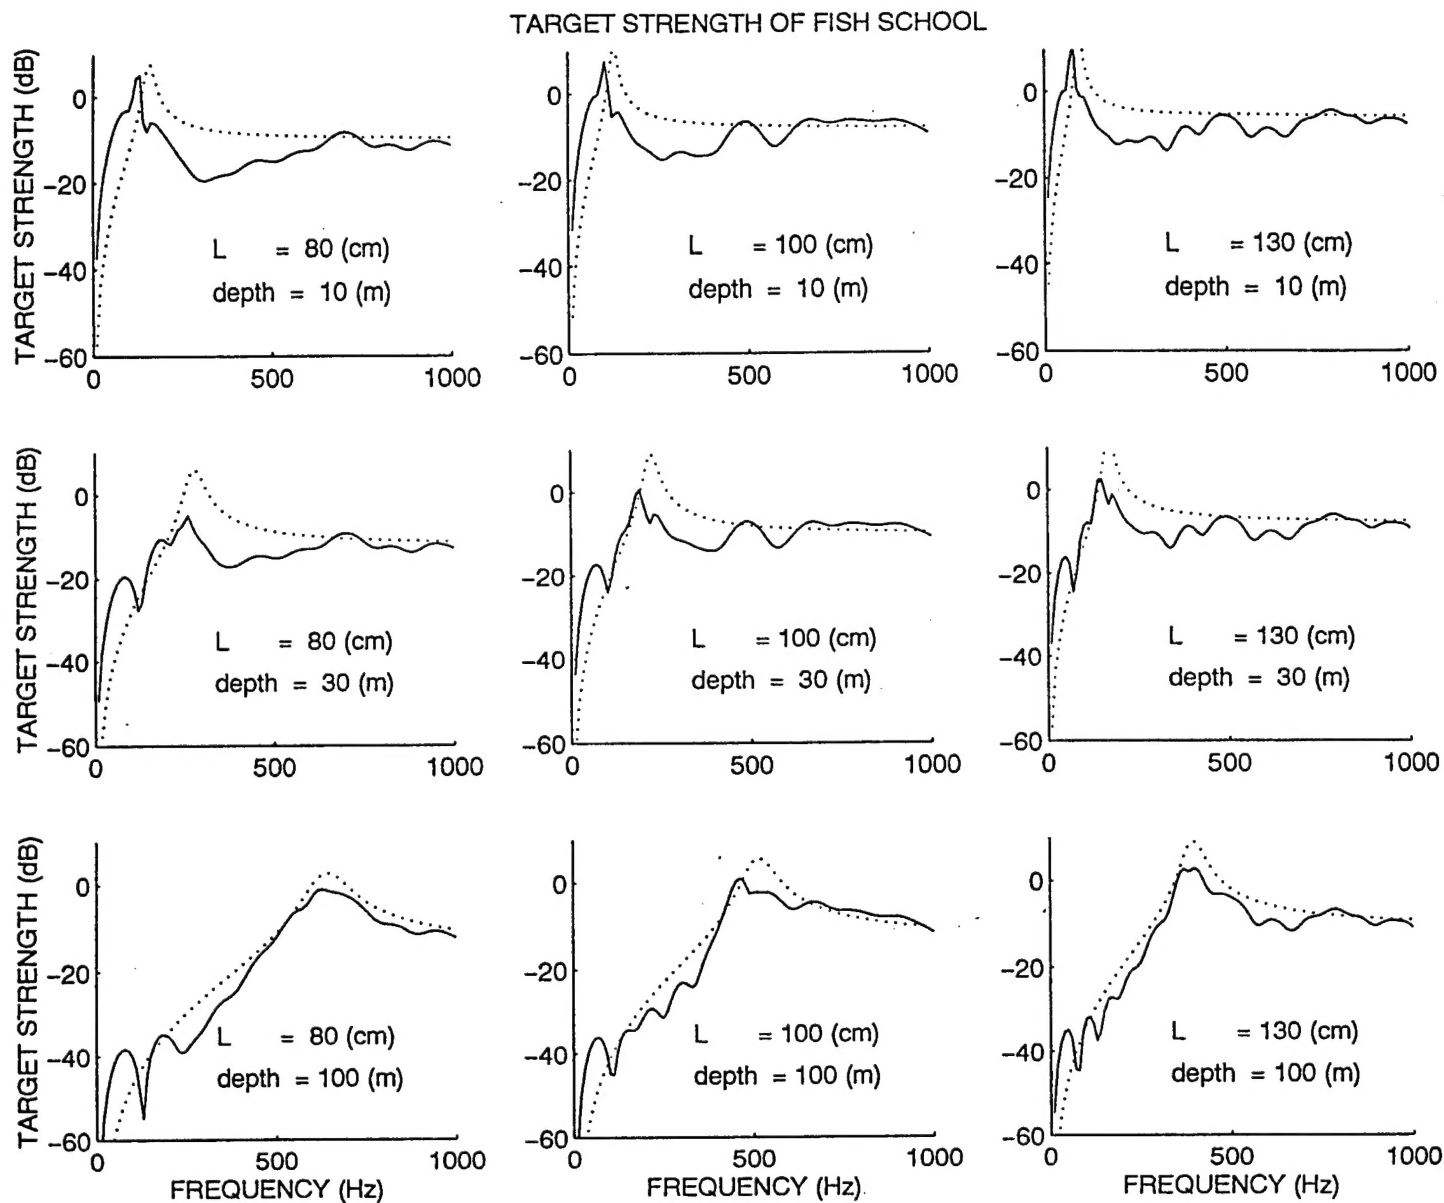 TARGET STRENGTH OF FISH SCHOOL
TARGET STRENGTH (dB)
0
−20
−40
−60
0 500 1000
L = 80 (cm)
depth = 10 (m)
0
−20
−40
−60
0 500 1000
L = 100 (cm)
depth = 10 (m)
0
−20
−40
−60
0 500 1000
L = 130 (cm)
depth = 10 (m)
TARGET STRENGTH (dB)
0
−20
−40
−60
0 500 1000
L = 80 (cm)
depth = 30 (m)
0
−20
−40
−60
0 500 1000
L = 100 (cm)
depth = 30 (m)
0
−20
−40
−60
0 500 1000
L = 130 (cm)
depth = 30 (m)
TARGET STRENGTH (dB)
0
−20
−40
−60
0 500 1000
L = 80 (cm)
depth = 100 (m)
FREQUENCY (Hz)
0
−20
−40
−60
0 500 1000
L = 100 (cm)
depth = 100 (m)
FREQUENCY (Hz)
0
−20
−40
−60
0 500 1000
L = 130 (cm)
depth = 100 (m)
FREQUENCY (Hz)